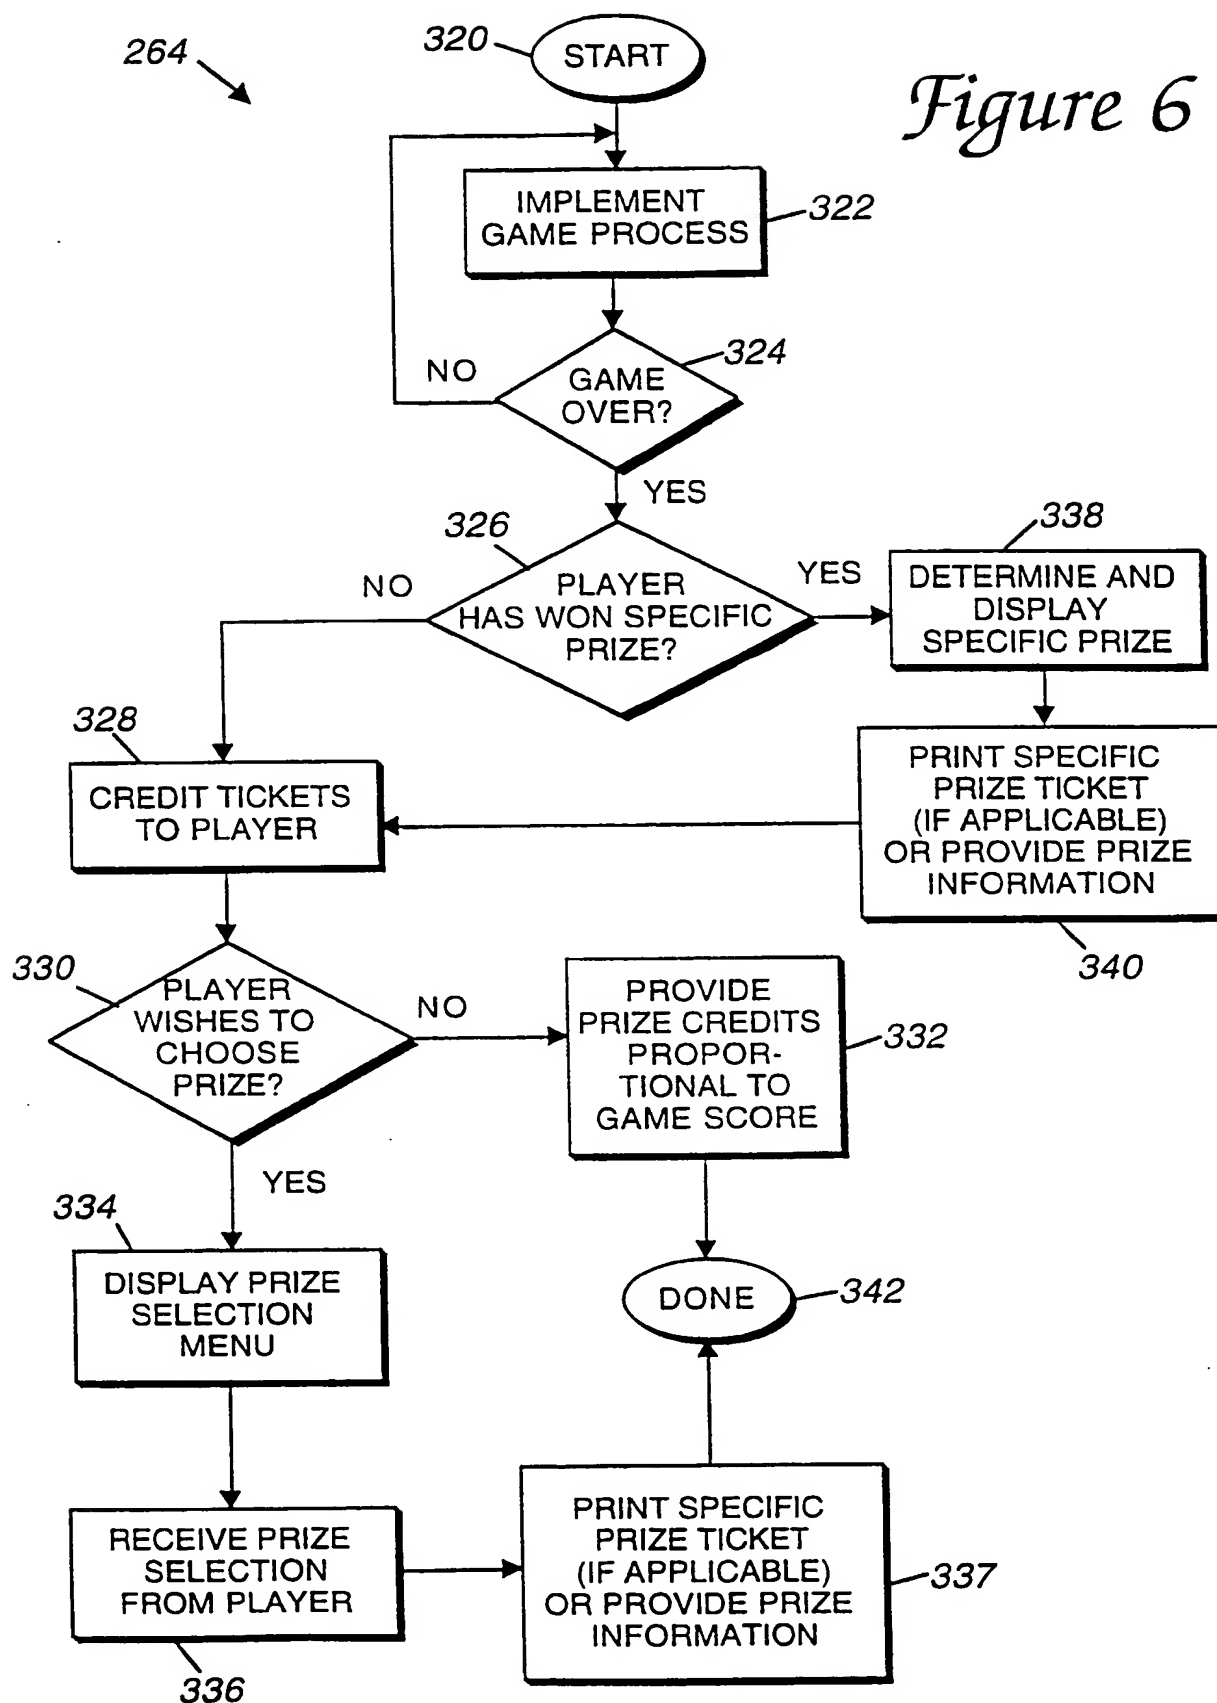 264
320
START
Figure 6
IMPLEMENT
GAME PROCESS
322
324
NO
GAME
OVER?
YES
326
338
NO
PLAYER
HAS WON SPECIFIC
PRIZE?
YES
DETERMINE AND
DISPLAY
SPECIFIC PRIZE
328
CREDIT TICKETS
TO PLAYER
PRINT SPECIFIC
PRIZE TICKET
(IF APPLICABLE)
OR PROVIDE PRIZE
INFORMATION
340
330
PLAYER
WISHES TO
CHOOSE
PRIZE?
NO
PROVIDE
PRIZE CREDITS
PROPOR-
TIONAL TO
GAME SCORE
332
YES
334
DISPLAY PRIZE
SELECTION
MENU
DONE
342
RECEIVE PRIZE
SELECTION
FROM PLAYER
336
PRINT SPECIFIC
PRIZE TICKET
(IF APPLICABLE)
OR PROVIDE PRIZE
INFORMATION
337